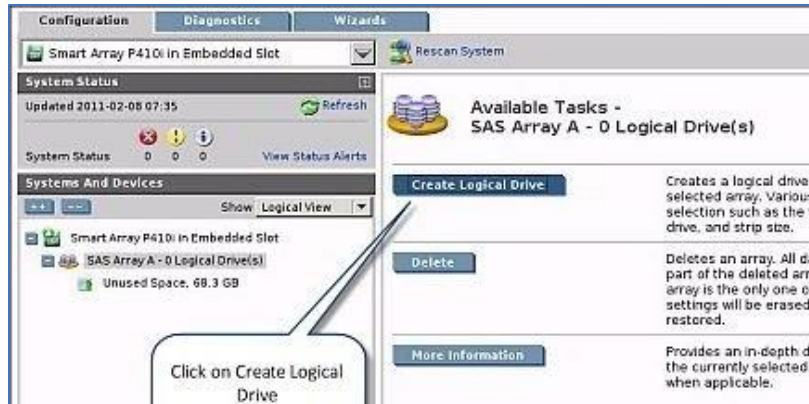 Configuration Diagnostics Wizards
Smart Array P410i in Embedded Slot
Rescan System
System Status
Updated 2011-02-08 07:35 Refresh
System Status 0 0 0 View Status Alerts
Systems And Devices
Show Logical View
Smart Array P410i in Embedded Slot
SAS Array A - 0 Logical Drive(s)
Unused Space, 68.3 GB
Click on Create Logical
Drive
Available Tasks -
SAS Array A - 0 Logical Drive(s)
Create Logical Drive
Creates a logical drive
selected array. Various
selection such as the
drive, and strip size.
Delete
Deletes an array. All
part of the deleted
array is the only one
settings will be erased
restored.
More Information
Provides an in-depth
the currently selected
when applicable.